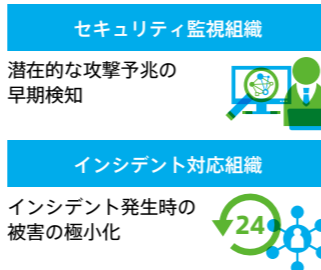 セキュリティ監視組織
潜在的な攻撃予兆の
早期検知
インシデント対応組織
インシデント発生時の
被害の極小化
24